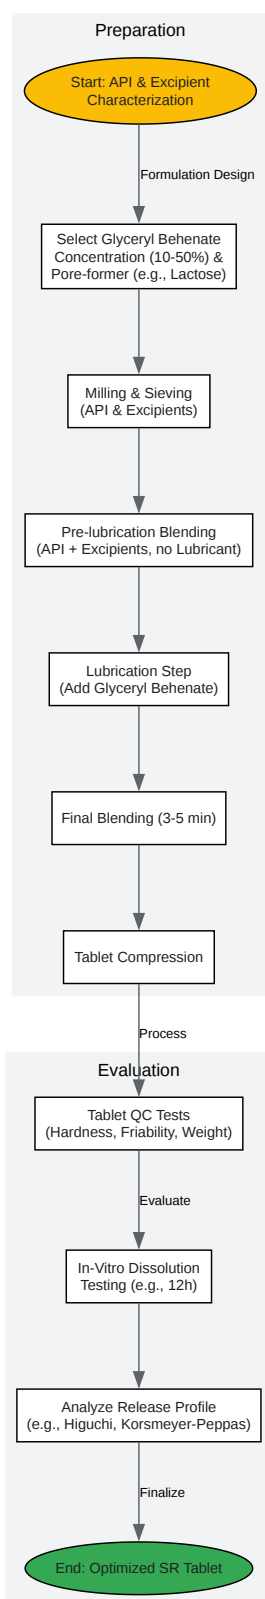 Preparation
Start: API & Excipient
Characterization
Formulation Design
Select Glyceryl Behenate
Concentration (10-50%) &
Pore-former (e.g., Lactose)
Milling & Sieving
(API & Excipients)
Pre-lubrication Blending
(API + Excipients, no Lubricant)
Lubrication Step
(Add Glyceryl Behenate)
Final Blending (3-5 min)
Tablet Compression
Process
Evaluation
Tablet QC Tests
(Hardness, Friability, Weight)
Evaluate
In-Vitro Dissolution
Testing (e.g., 12h)
Analyze Release Profile
(e.g., Higuchi, Korsmeyer-Peppas)
Finalize
End: Optimized SR Tablet